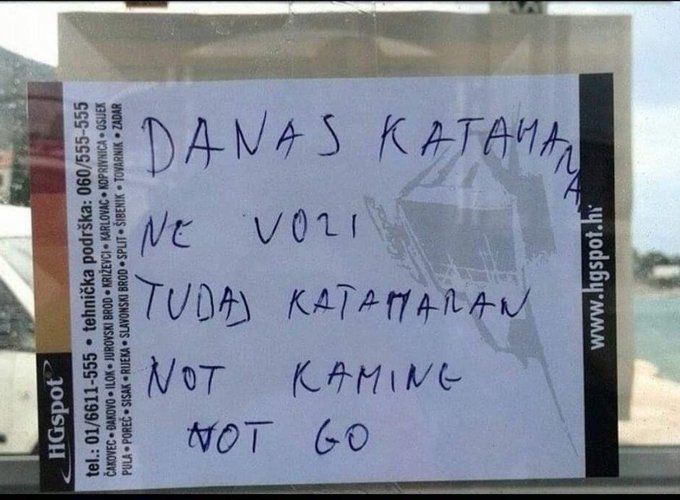 DANAS KATAMARA
NE VOZI
TUDAJ KATAMARAN
NOT KAMING
NOT GO
HGspot
tel.: 01/6611-555 • tehnička podrška: 060/555-555
ČAKOVEC • ĐAKOVO • ILOK • JUROVSKI BROD • KRIŽEVCI • KARLOVAC • KOPRIVNICA • OSIJEK
PULA • POREČ • SISAK • RIJEKA • SLAVONSKI BROD • SPLIT • ŠIBENIK • TOVARNIK • ZADAR
www.hgspot.hr